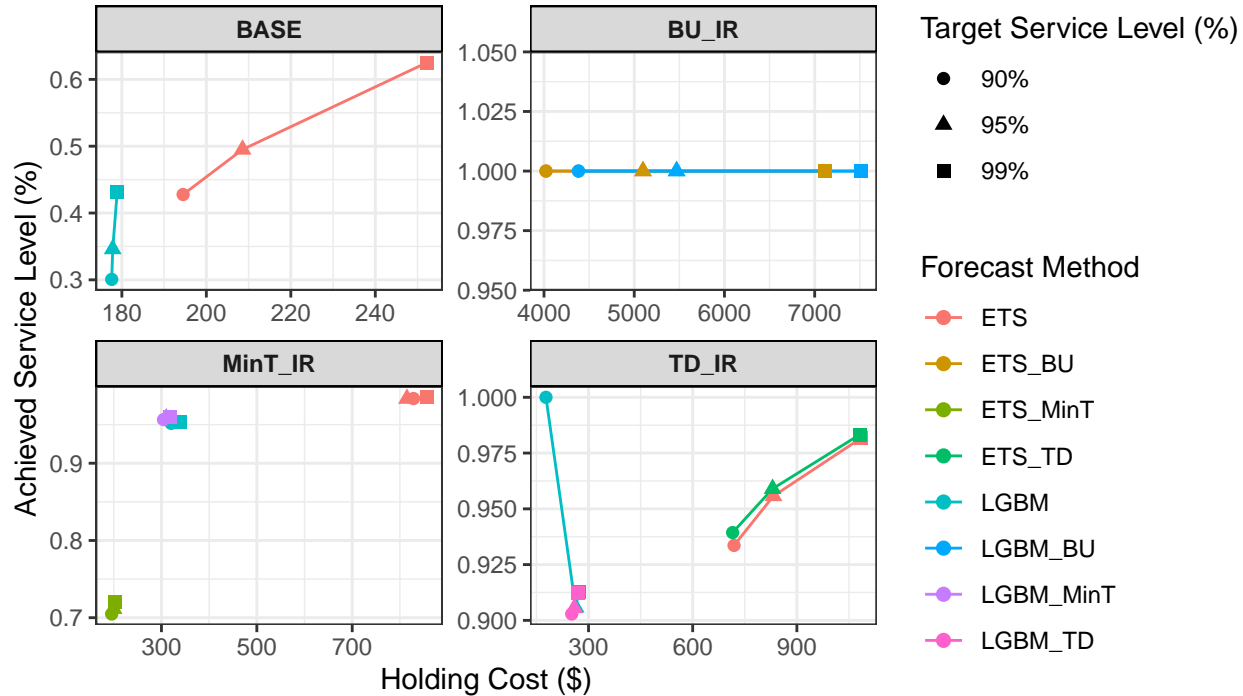 BASE
BU_IR
0.6
0.5
0.4
0.3
180
200
220
240
1.050
1.025
1.000
0.975
0.950
4000
5000
6000
7000
MinT_IR
TD_IR
0.9
0.8
0.7
300
500
700
1.000
0.975
0.950
0.925
0.900
300
600
900
Achieved Service Level (%)
Holding Cost ($)
Target Service Level (%)
90%
95%
99%
Forecast Method
ETS
ETS_BU
ETS_MinT
ETS_TD
LGBM
LGBM_BU
LGBM_MinT
LGBM_TD